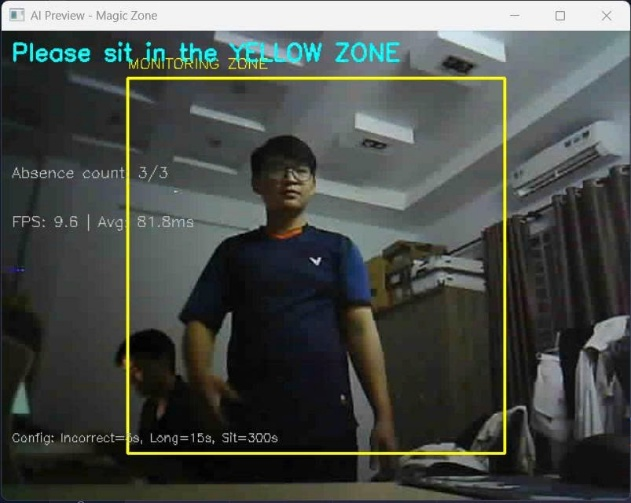 AI Preview - Magic Zone
Please sit in the YELLOW ZONE
MONITORING ZONE
Absence count: 3/3
FPS: 9.6 | Avg: 81.8ms
Config: Incorrect=6s, Long=15s, Sit=300s